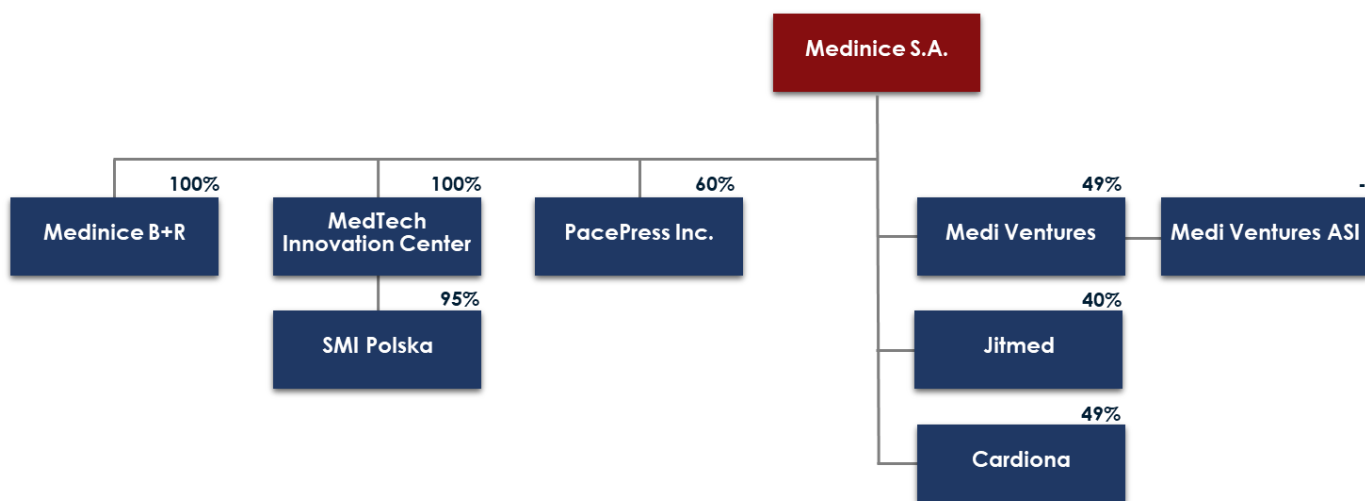 Medinice S.A.
100%
100%
60%
49%
-
Medinice B+R
MedTech
Innovation Center
PacePress Inc.
Medi Ventures
Medi Ventures ASI
95%
40%
SMI Polska
Jitmed
49%
Cardiona